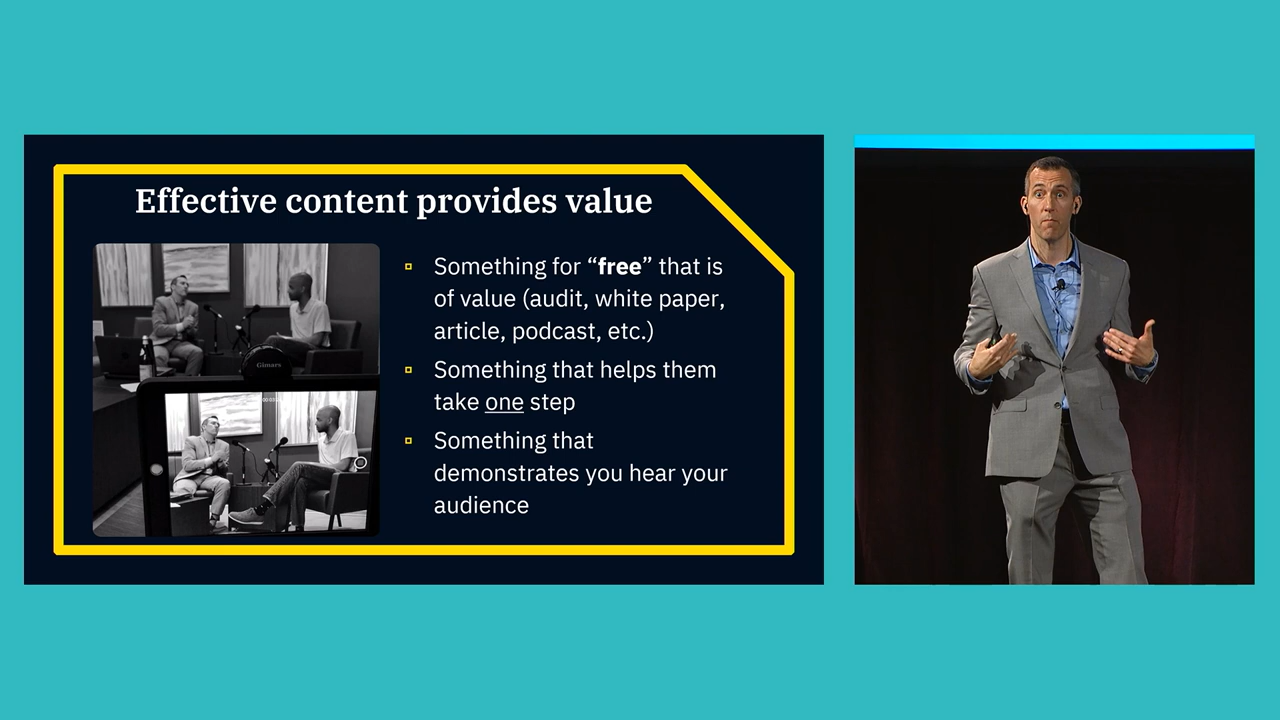 Effective content provides value
Something for “free” that is
of value (audit, white paper,
article, podcast, etc.)
Something that helps them
take one step
Something that
demonstrates you hear your
audience
Gimars